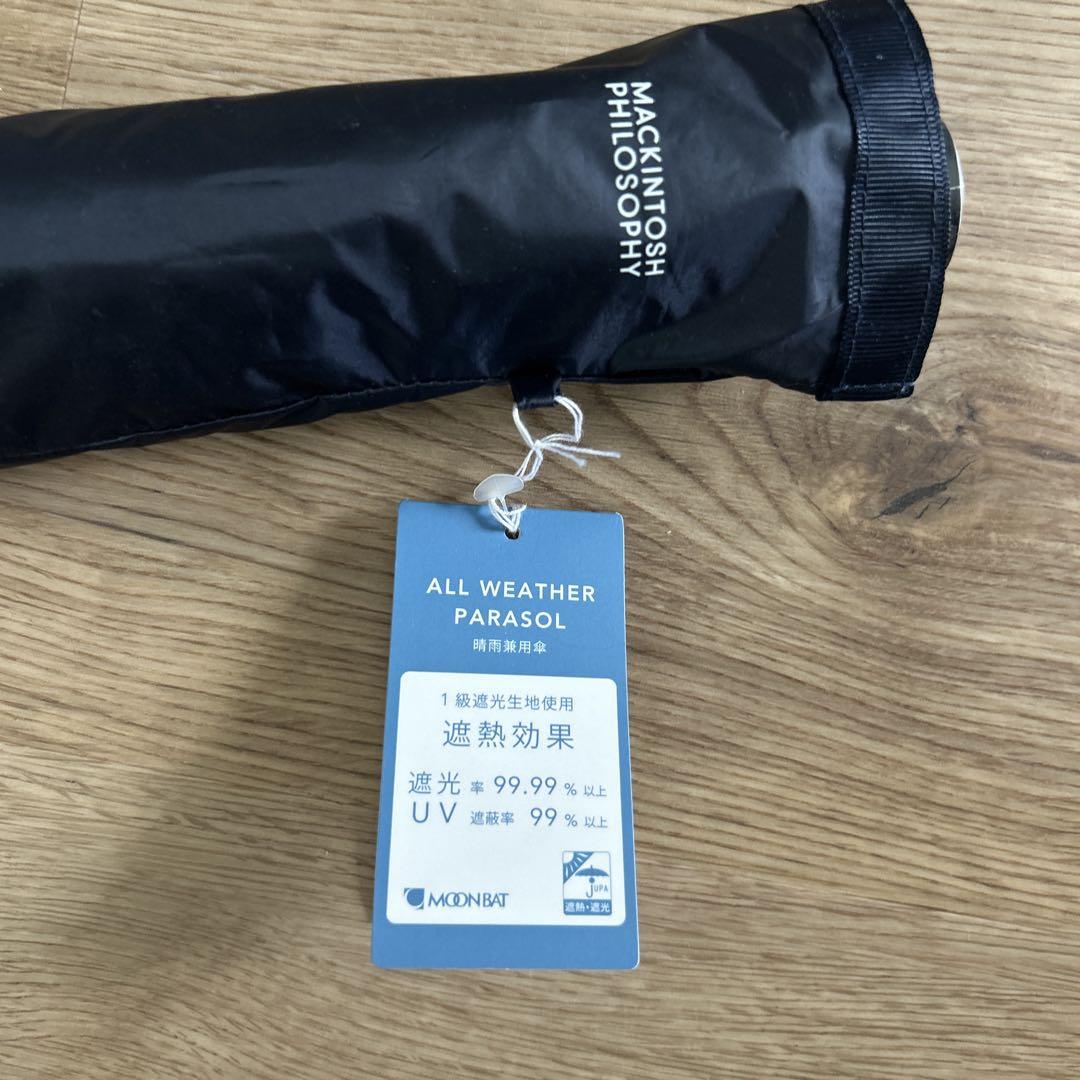 MACKINTOSH
PHILOSOPHY
ALL WEATHER
PARASOL
晴雨兼用傘
1級遮光生地使用
遮熱効果
遮光率 99.99%以上
UV遮蔽率 99%以上
MOONBAT
JUPA
遮熱・遮光